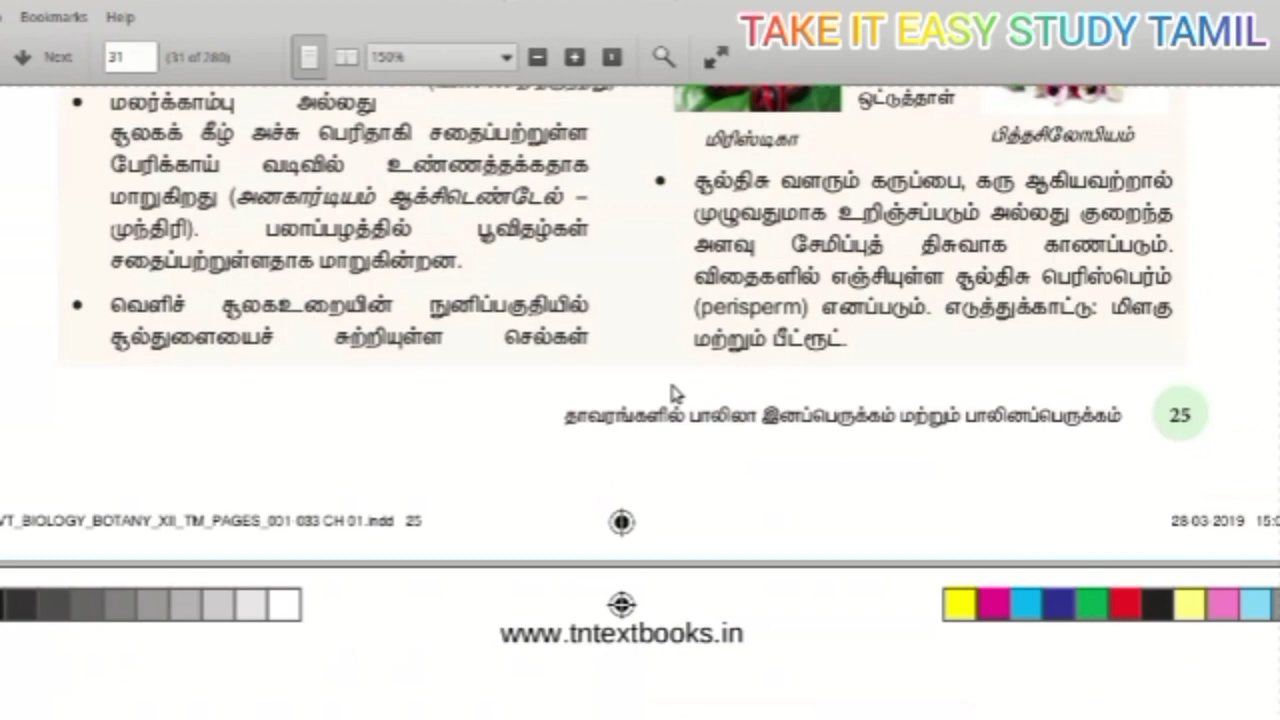 Bookmarks Help
TAKE IT EASY STUDY TAMIL
Next 31 (31 of 280) 150%
மலர்க்காம்பு அல்லது
சூலகக் கீழ் அச்சு பெரிதாகி சதைப்பற்றுள்ள
பேரிக்காய் வடிவில் உண்ணத்தக்கதாக
மாறுகிறது (அனகார்டியம் ஆக்சிடெண்டேல் –
முந்திரி). பலாப்பழத்தில் பூவிதழ்கள்
சதைப்பற்றுள்ளதாக மாறுகின்றன.
வெளிச் சூலகஉறையின் நுனிப்பகுதியில்
சூல்துளையைச் சுற்றியுள்ள செல்கள்
ஒட்டுத்தாள்
மிரிஸ்டிகா
பித்தசிலோபியம்
சூல்திசு வளரும் கருப்பை, கரு ஆகியவற்றால்
முழுவதுமாக உறிஞ்சப்படும் அல்லது குறைந்த
அளவு சேமிப்புத் திசுவாக காணப்படும்.
விதைகளில் எஞ்சியுள்ள சூல்திசு பெரிஸ்பெர்ம்
(perisperm) எனப்படும். எடுத்துக்காட்டு: மிளகு
மற்றும் பீட்ரூட்.
தாவரங்களில் பாலிலா இனப்பெருக்கம் மற்றும் பாலினப்பெருக்கம் 25
VT_BIOLOGY_BOTANY_XII_TM_PAGES_001-033 CH 01.indd 25
28-03-2019
www.tntextbooks.in